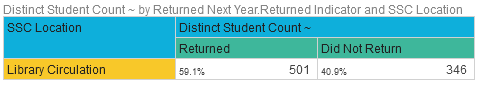 Distinct Student Count ~ by Returned Next Year.Returned Indicator and SSC Location
SSC Location Distinct Student Count ~
Returned Did Not Return
Library Circulation 59.1% 501 40.9% 346